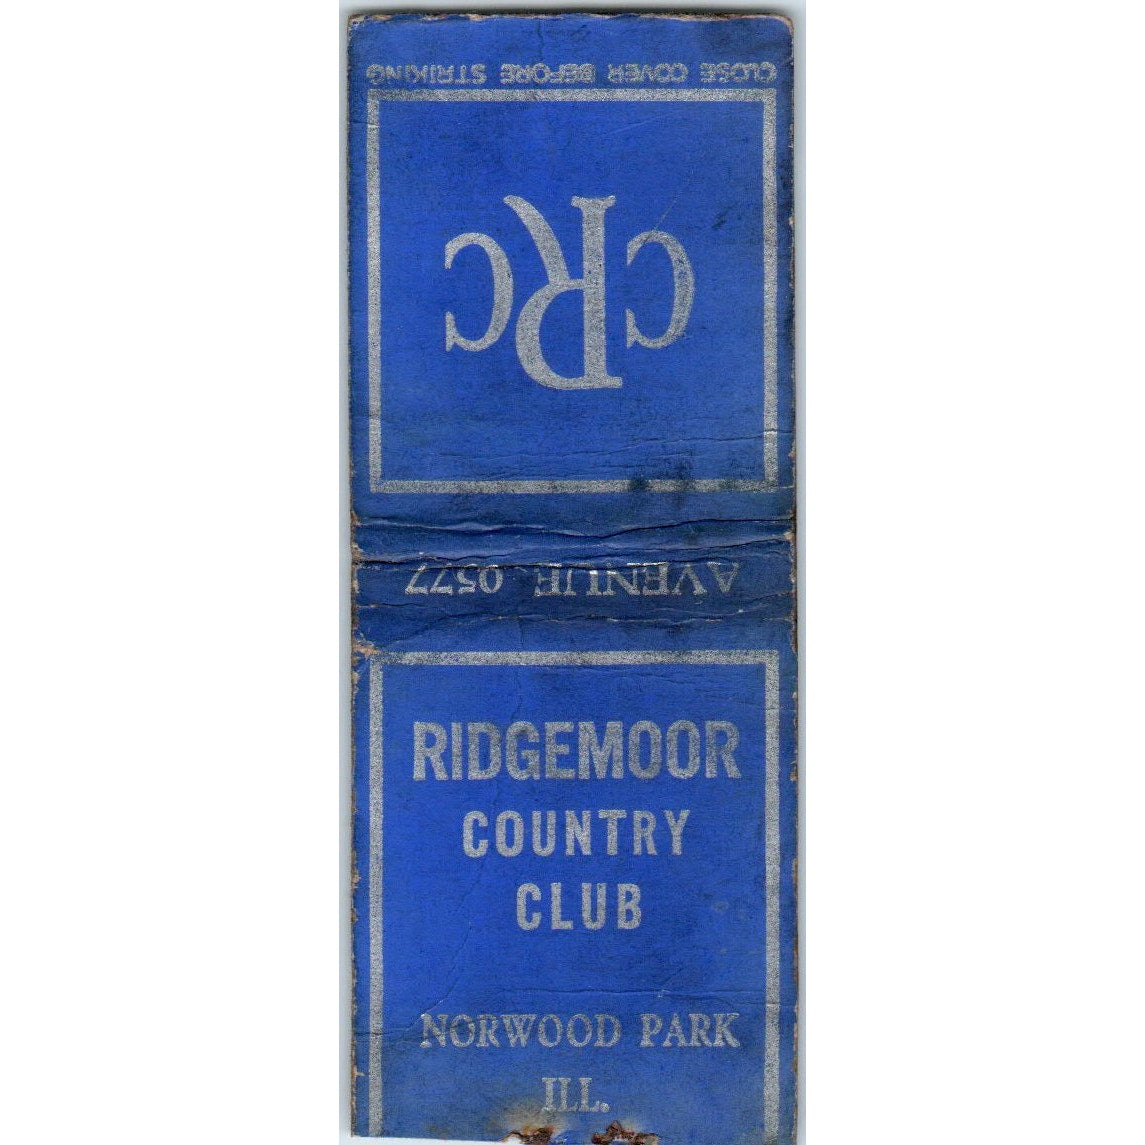 CLOSE COVER BEFORE STRIKING
CRC
AVENUE 0577
RIDGEMOOR
COUNTRY
CLUB
NORWOOD PARK
ILL.